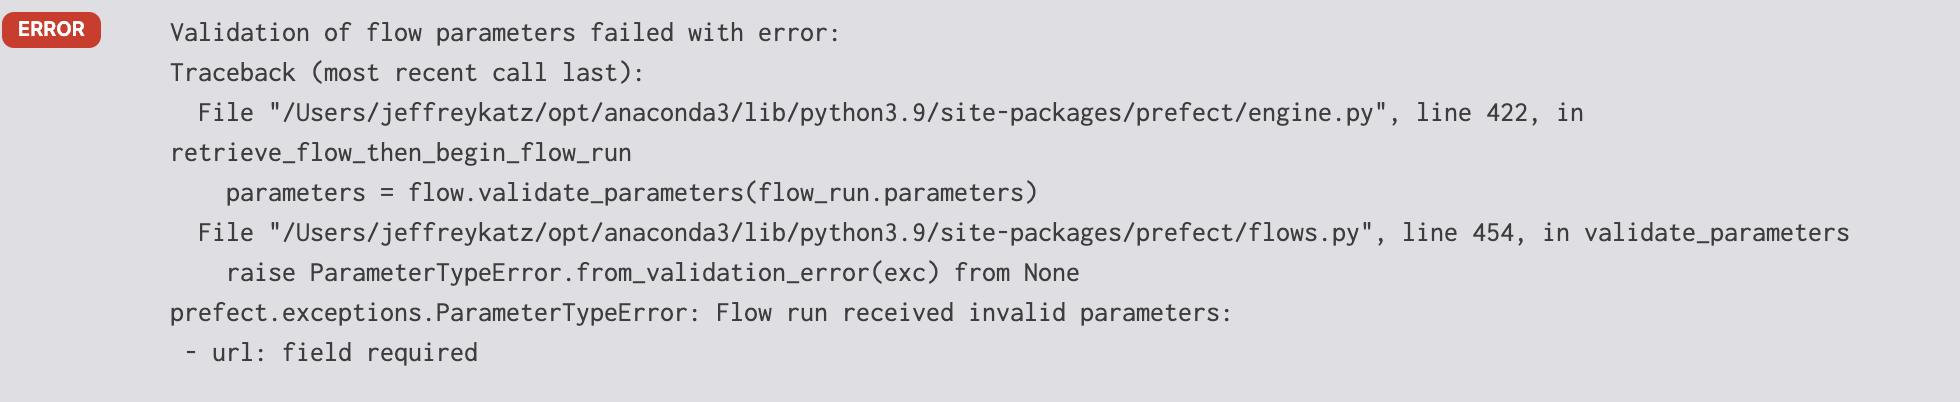 ERROR
Validation of flow parameters failed with error:
Traceback (most recent call last):
  File "/Users/jeffreykatz/opt/anaconda3/lib/python3.9/site-packages/prefect/engine.py", line 422, in
retrieve_flow_then_begin_flow_run
    parameters = flow.validate_parameters(flow_run.parameters)
  File "/Users/jeffreykatz/opt/anaconda3/lib/python3.9/site-packages/prefect/flows.py", line 454, in validate_parameters
    raise ParameterTypeError.from_validation_error(exc) from None
prefect.exceptions.ParameterTypeError: Flow run received invalid parameters:
 - url: field required